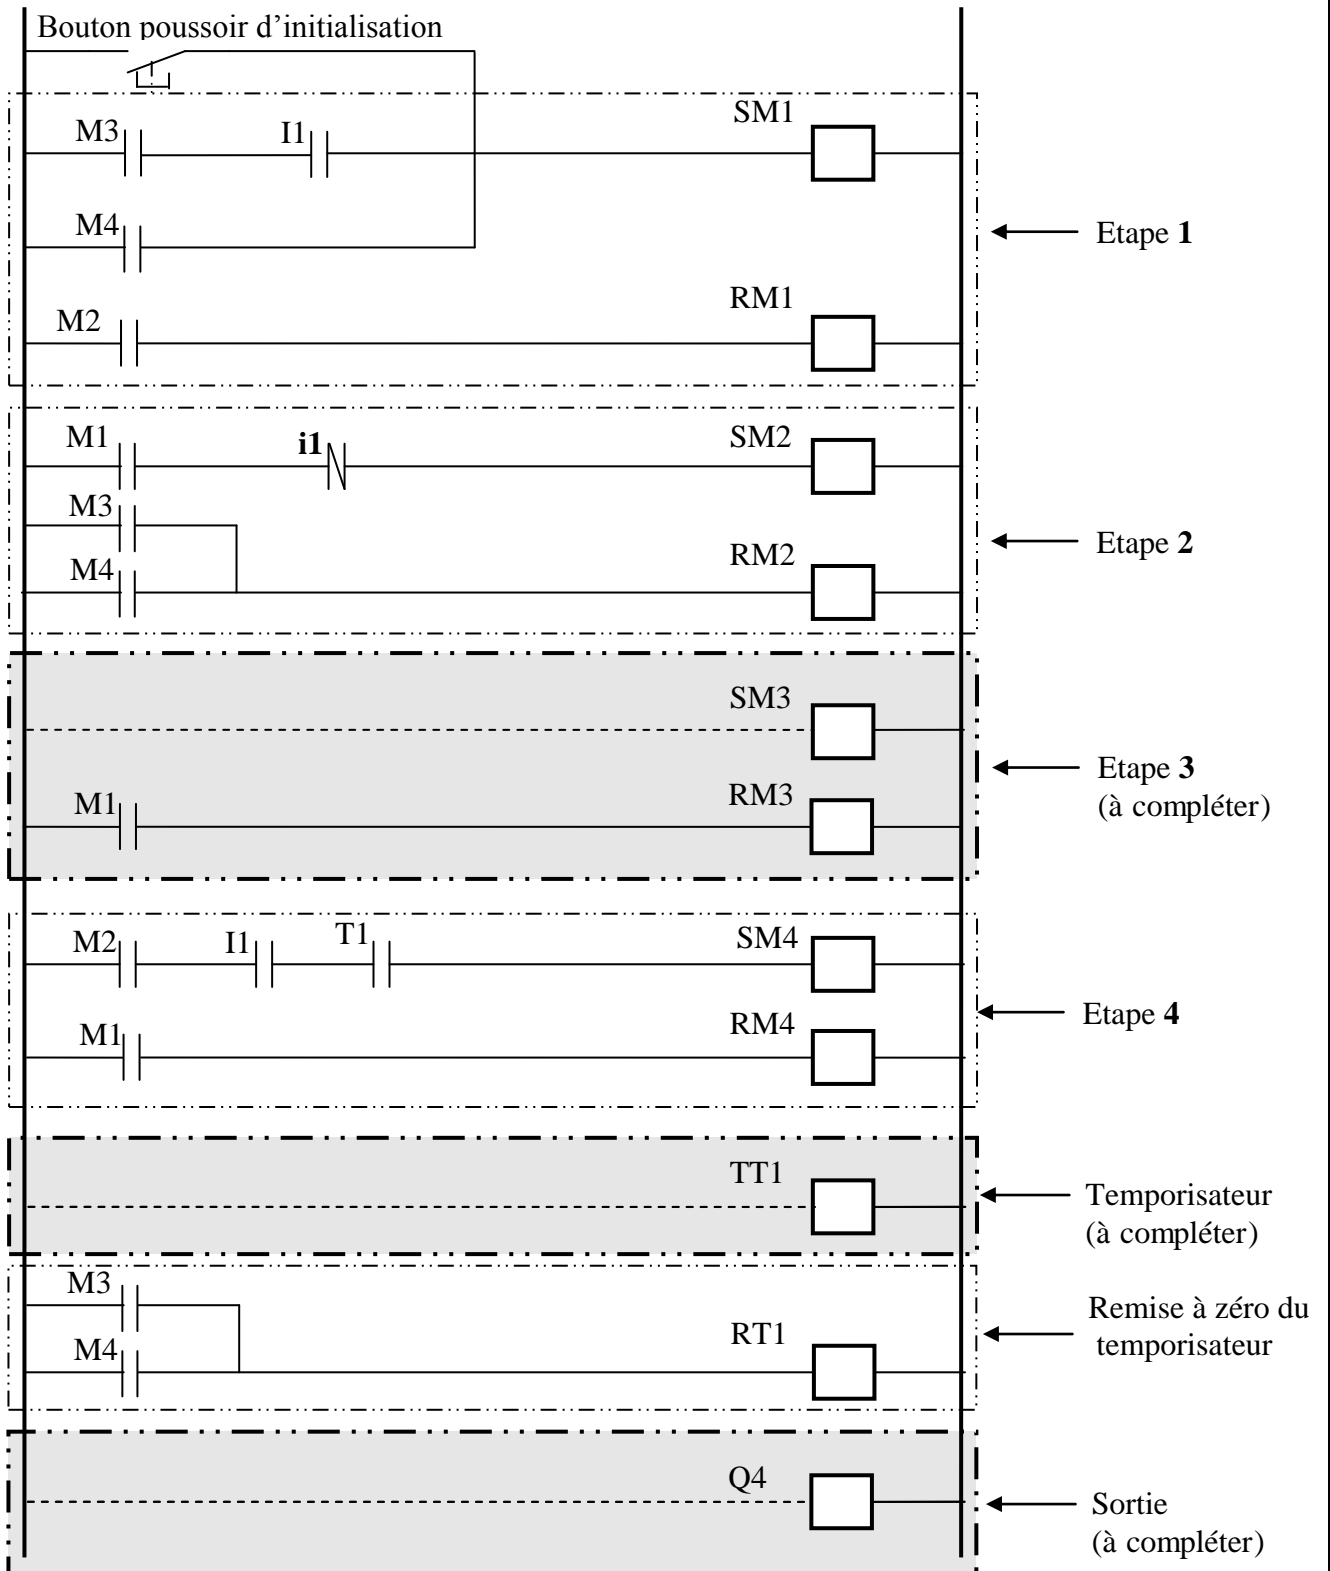 Bouton poussoir d'initialisation
M3 I1 SM1
M4
Etape 1
M2 RM1
M1 i1 SM2
M3
Etape 2
M4 RM2
SM3
Etape 3
(à compléter)
M1 RM3
M2 I1 T1 SM4
Etape 4
M1 RM4
TT1
Temporisateur
(à compléter)
M3
Remise à zéro du
temporisateur
M4 RT1
Q4
Sortie
(à compléter)